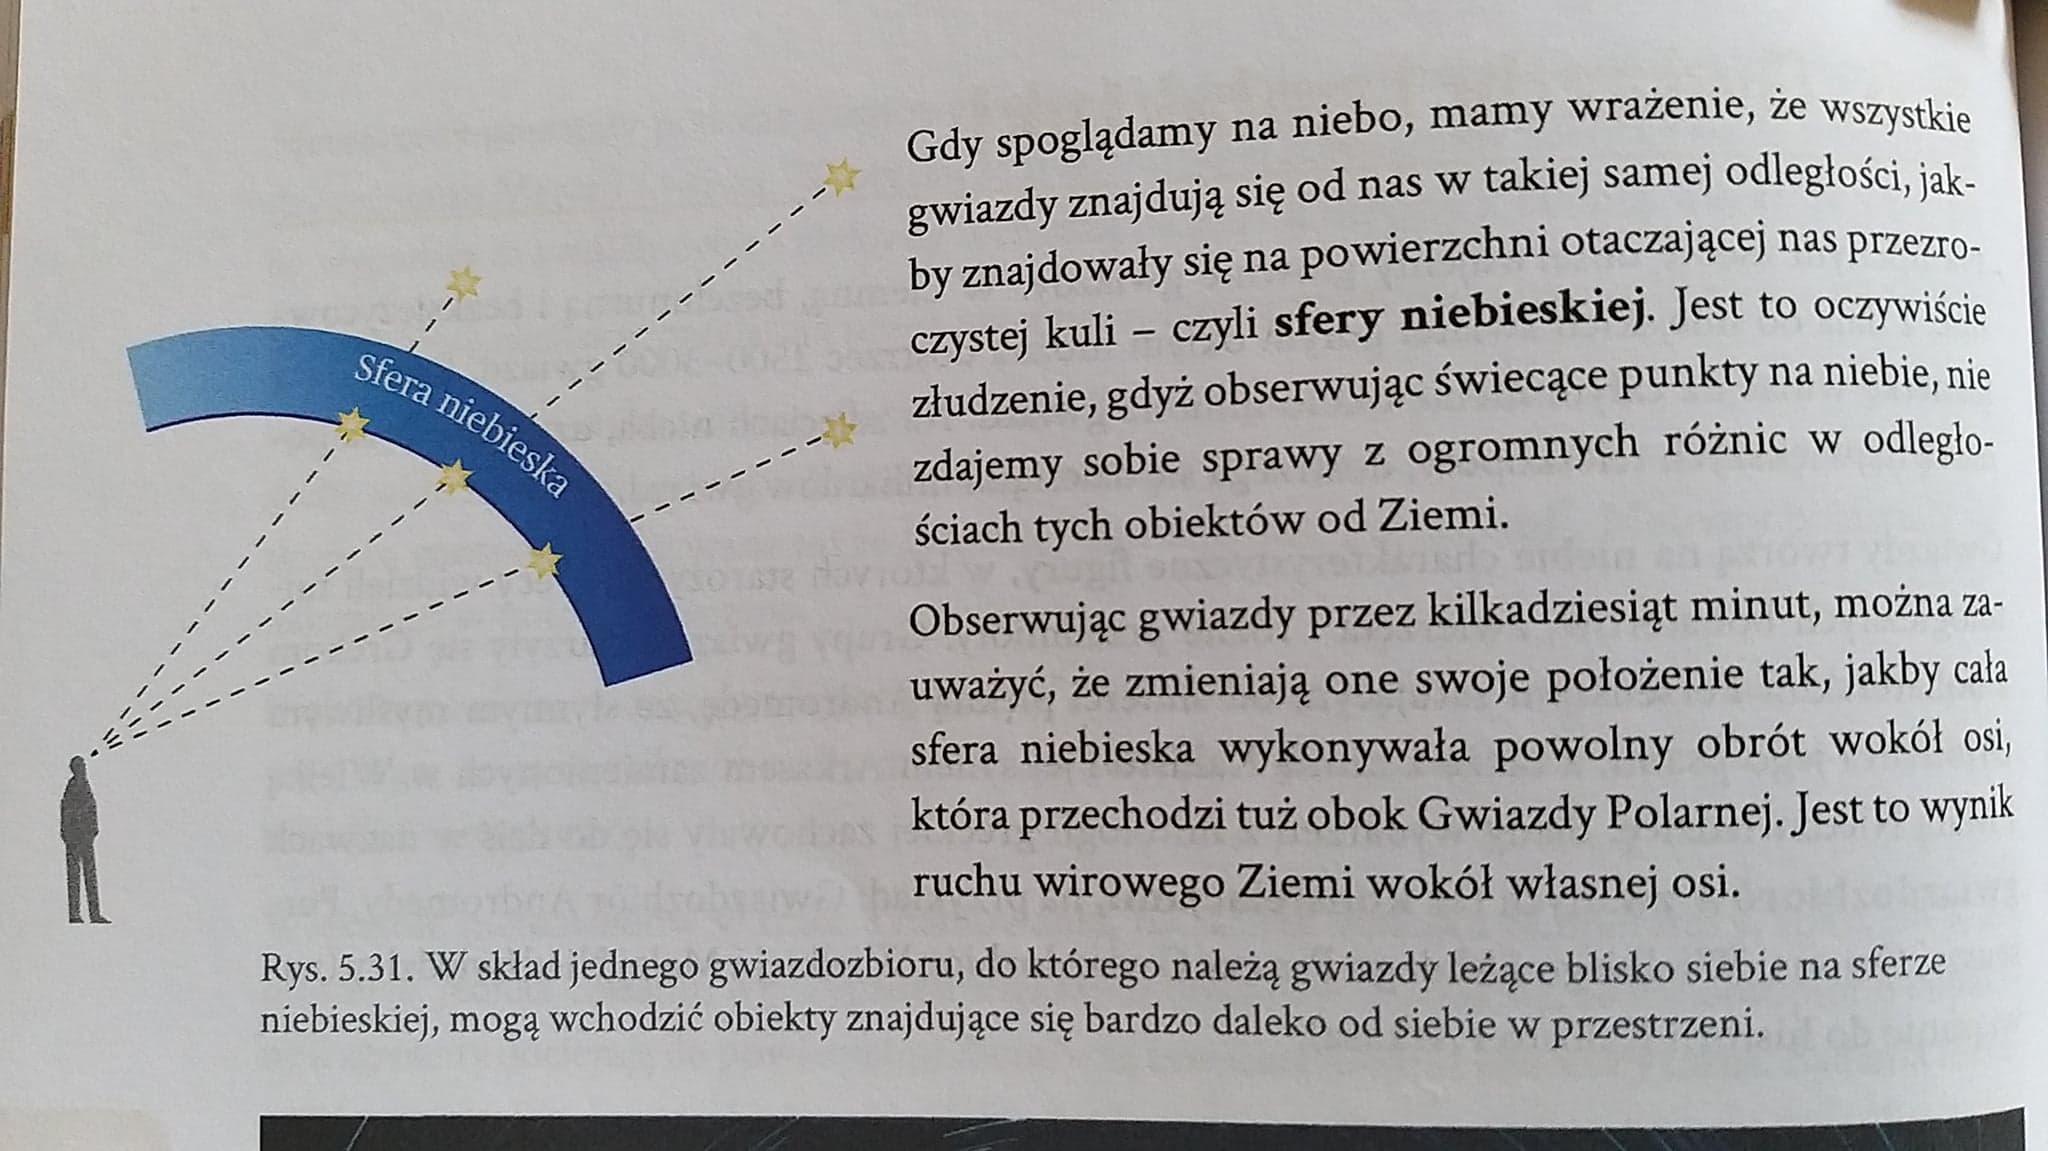 Sfera niebieska
Gdy spoglądamy na niebo, mamy wrażenie, że wszystkie
gwiazdy znajdują się od nas w takiej samej odległości, jak-
by znajdowały się na powierzchni otaczającej nas przezro-
czystej kuli – czyli sfery niebieskiej. Jest to oczywiście
złudzenie, gdyż obserwując świecące punkty na niebie, nie
zdajemy sobie sprawy z ogromnych różnic w odległo-
ściach tych obiektów od Ziemi.
Obserwując gwiazdy przez kilkadziesiąt minut, można za-
uważyć, że zmieniają one swoje położenie tak, jakby cała
sfera niebieska wykonywała powolny obrót wokół osi,
która przechodzi tuż obok Gwiazdy Polarnej. Jest to wynik
ruchu wirowego Ziemi wokół własnej osi.
Rys. 5.31. W skład jednego gwiazdozbioru, do którego należą gwiazdy leżące blisko siebie na sferze
niebieskiej, mogą wchodzić obiekty znajdujące się bardzo daleko od siebie w przestrzeni.